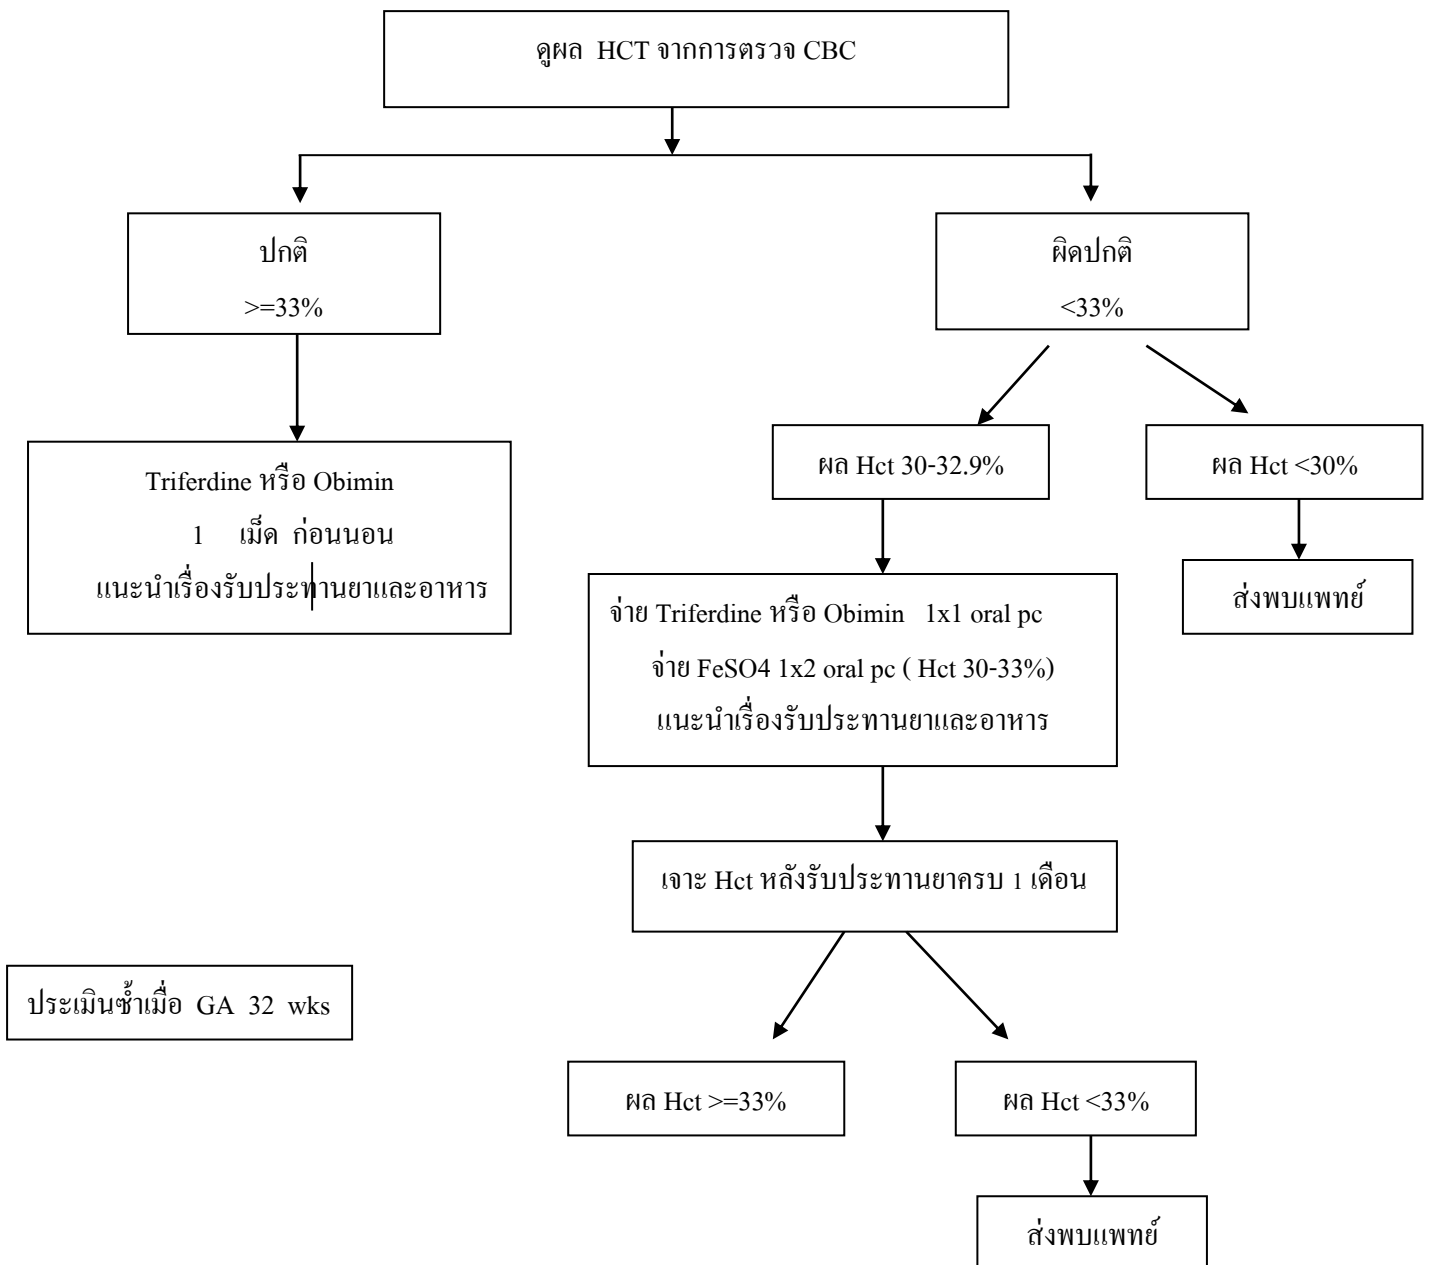 ดูผล HCT จากการตรวจ CBC
ปกติ
>=33%
ผิดปกติ
<33%
Triferdine หรือ Obimin
1 เม็ด ก่อนนอน
แนะนำเรื่องรับประทานยาและอาหาร
ผล Hct 30-32.9%
ผล Hct <30%
ส่งพบแพทย์
จ่าย Triferdine หรือ Obimin 1x1 oral pc
จ่าย FeSO4 1x2 oral pc ( Hct 30-33%)
แนะนำเรื่องรับประทานยาและอาหาร
เจาะ Hct หลังรับประทานยาครบ 1 เดือน
ประเมินซ้ำเมื่อ GA 32 wks
ผล Hct >=33%
ผล Hct <33%
ส่งพบแพทย์